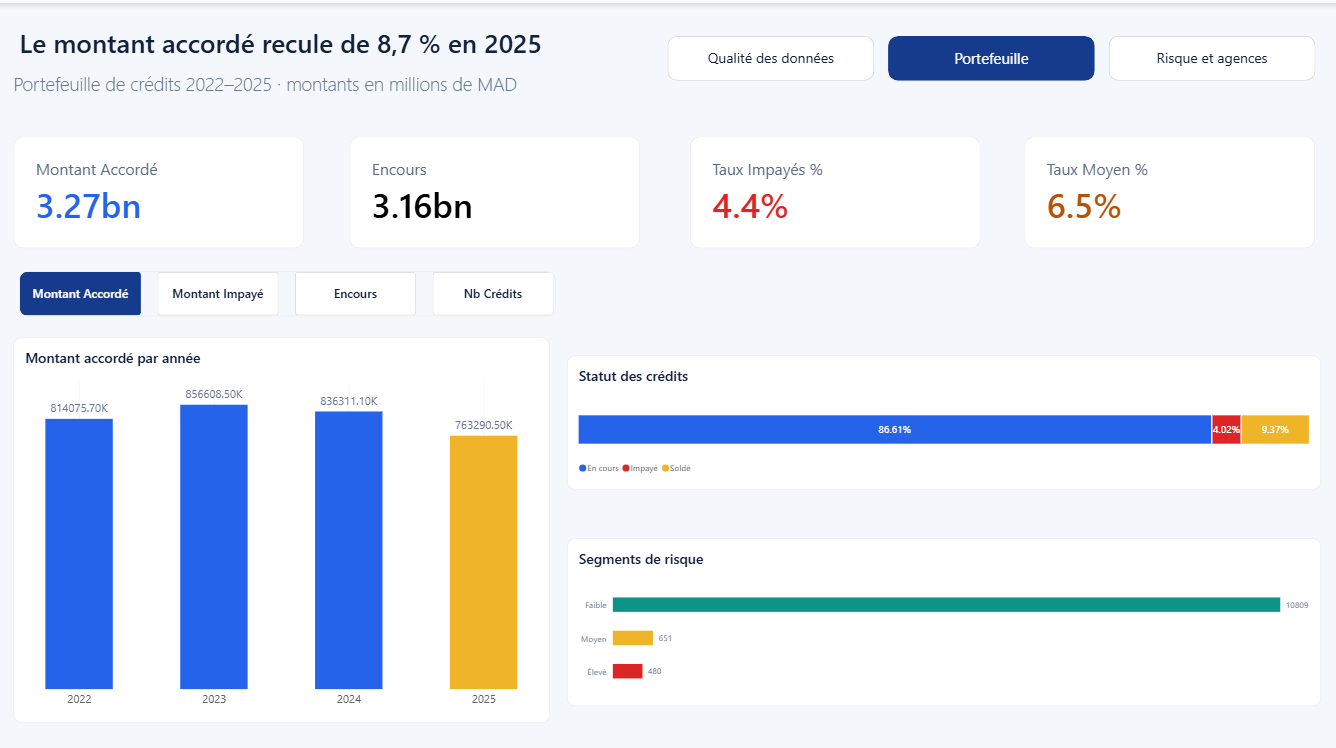 Le montant accordé recule de 8,7 % en 2025
Portefeuille de crédits 2022–2025 · montants en millions de MAD
Qualité des données
Portefeuille
Risque et agences
Montant Accordé
3.27bn
Encours
3.16bn
Taux Impayés %
4.4%
Taux Moyen %
6.5%
Montant Accordé
Montant Impayé
Encours
Nb Crédits
Montant accordé par année
814075.70K
856608.50K
836311.10K
763290.50K
2022
2023
2024
2025
Statut des crédits
86.61%
4.02%
9.37%
En cours
Impayé
Soldé
Segments de risque
Faible
10809
Moyen
651
Élevé
480